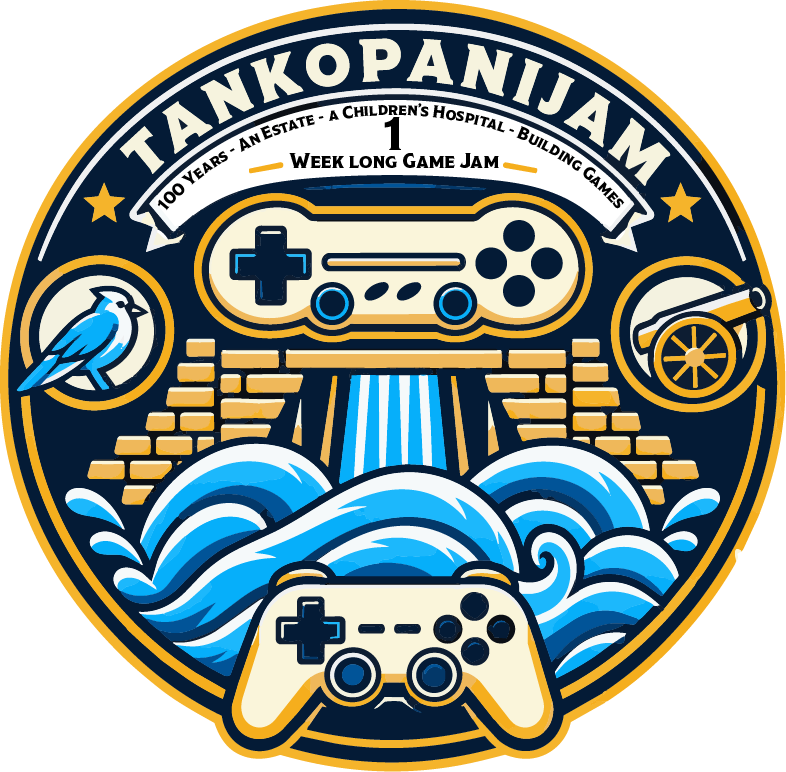 TANKOPANIJAM
100 Years - An Estate - a Children's Hospital - Building Games
1
Week long Game Jam